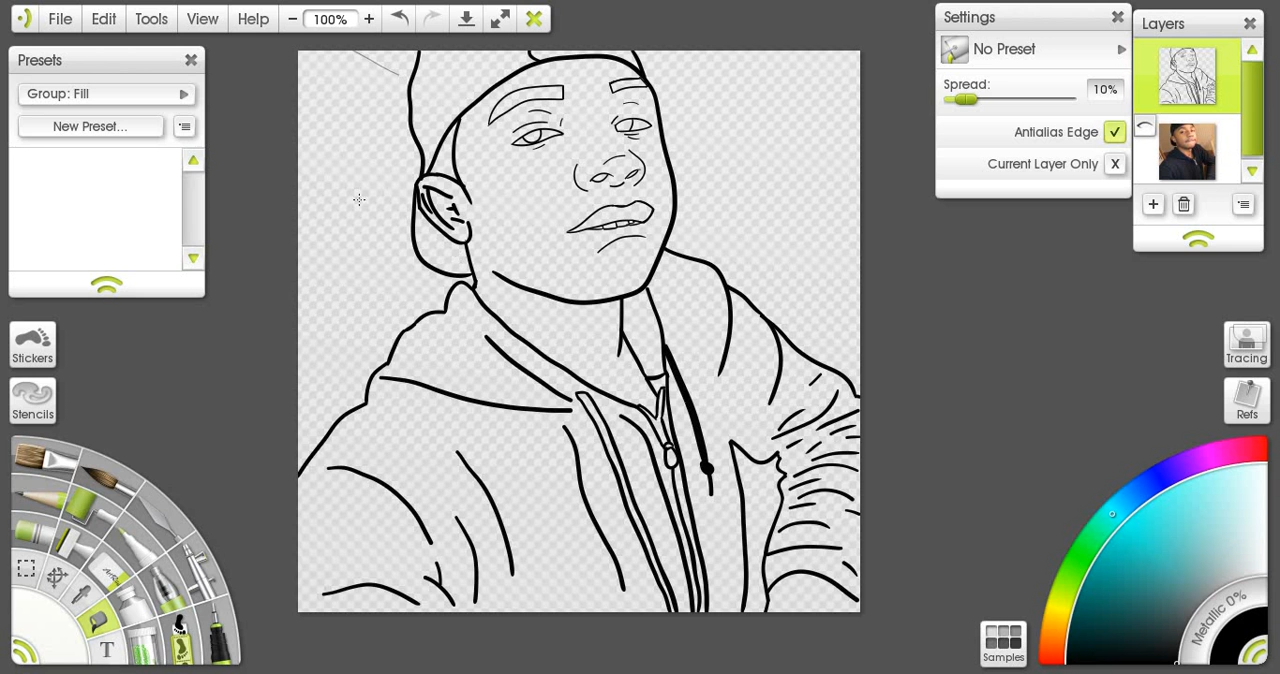 File Edit Tools View Help − 100% +
Presets
Group: Fill
New Preset...
Stickers
Stencils
T
Settings
No Preset
Spread: 10%
Antialias Edge
Current Layer Only X
Layers
Tracing
Refs
Samples
Metallic 0%